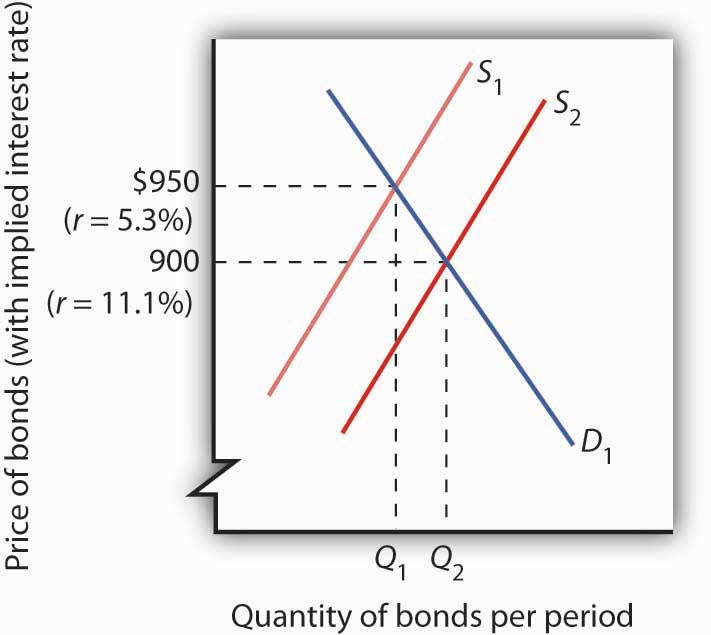 Price of bonds (with implied interest rate)
S1
S2
$950
(r = 5.3%)
900
(r = 11.1%)
D1
Q1 Q2
Quantity of bonds per period